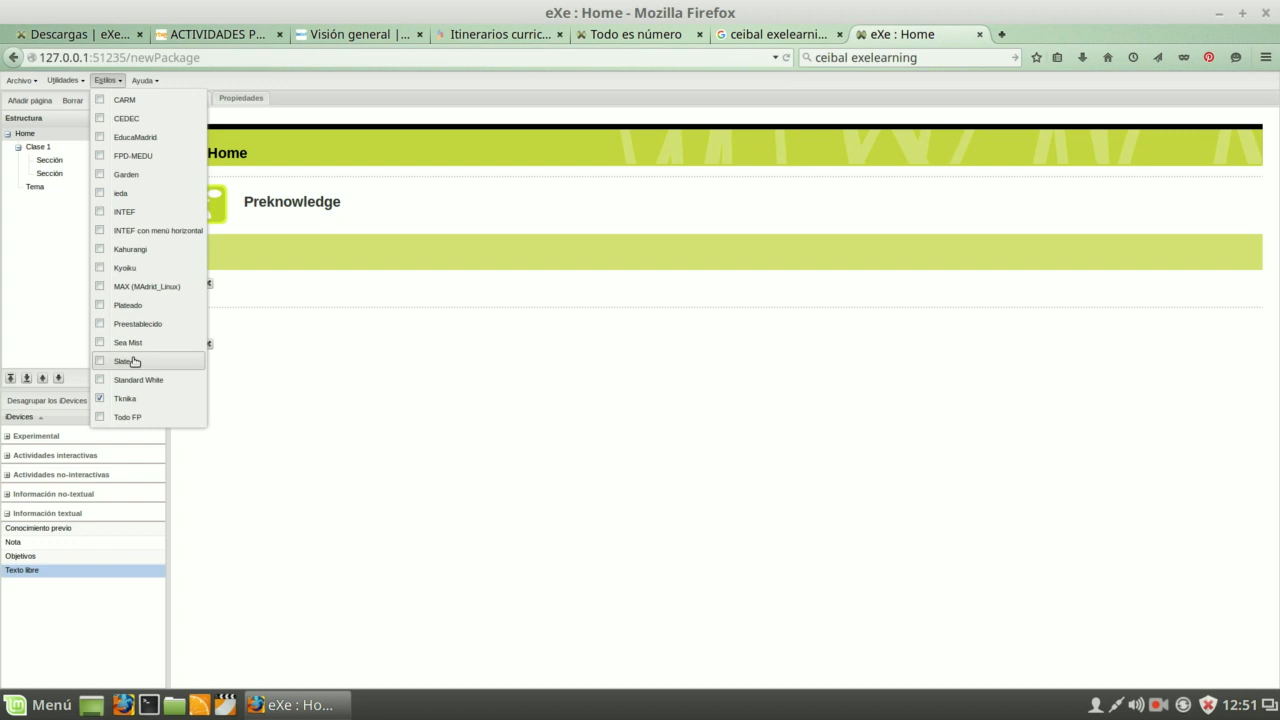 eXe : Home - Mozilla Firefox
Descargas | eXe...
ACTIVIDADES P...
Visión general |...
Itinerarios curric...
Todo es número
ceibal exelearni...
eXe : Home
127.0.0.1:51235/newPackage
ceibal exelearning
Archivo
Utilidades
Estilos
Ayuda
Añadir página
Borrar
Propiedades
Estructura
Home
Clase 1
Sección
Sección
Tema
CARM
CEDEC
EducaMadrid
FPD-MEDU
Garden
ieda
INTEF
INTEF con menú horizontal
Kahurangi
Kyoiku
MAX (MAdrid_Linux)
Plateado
Preestablecido
Sea Mist
Slate
Standard White
Tknika
Todo FP
Home
Preknowledge
Desagrupar los iDevices
iDevices
Experimental
Actividades interactivas
Actividades no-interactivas
Información no-textual
Información textual
Conocimiento previo
Nota
Objetivos
Texto libre
Menú
eXe : Ho...
12:51